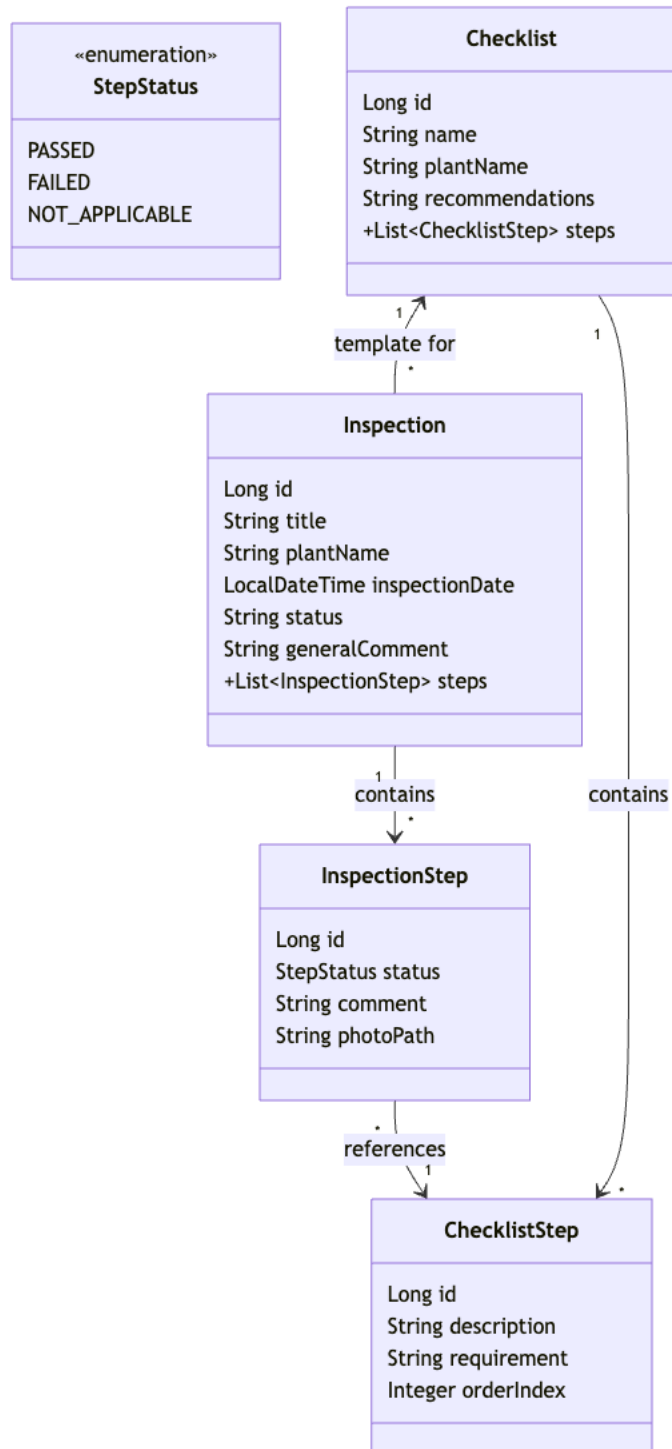 «enumeration»
StepStatus
PASSED
FAILED
NOT_APPLICABLE
Checklist
Long id
String name
String plantName
String recommendations
+List<ChecklistStep> steps
1
template for
*
1
Inspection
Long id
String title
String plantName
LocalDateTime inspectionDate
String status
String generalComment
+List<InspectionStep> steps
1
contains
*
contains
InspectionStep
Long id
StepStatus status
String comment
String photoPath
*
references
1
*
ChecklistStep
Long id
String description
String requirement
Integer orderIndex